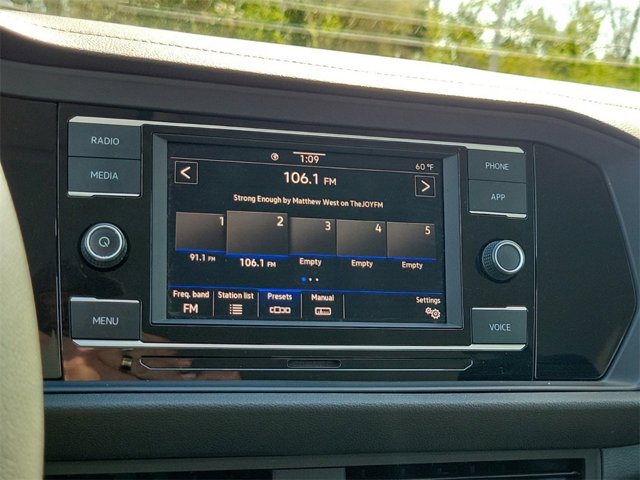 RADIO
MEDIA
MENU
PHONE
APP
VOICE
1:09
60 °F
106.1 FM
< >
Strong Enough by Matthew West on TheJOYFM
1 2 3 4 5
91.1 FM 106.1 FM Empty Empty Empty
Freq. band Station list Presets Manual Settings
FM